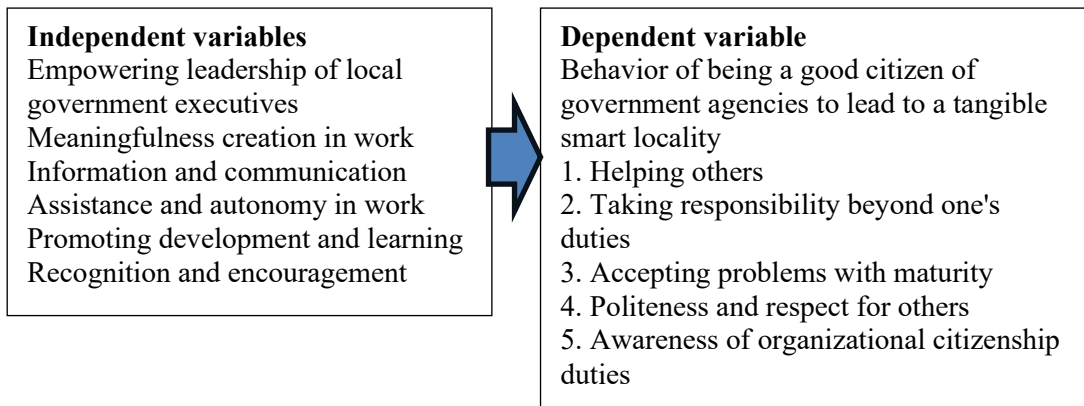 Independent variables
Empowering leadership of local
government executives
Meaningfulness creation in work
Information and communication
Assistance and autonomy in work
Promoting development and learning
Recognition and encouragement
Dependent variable
Behavior of being a good citizen of
government agencies to lead to a tangible
smart locality
1. Helping others
2. Taking responsibility beyond one's
duties
3. Accepting problems with maturity
4. Politeness and respect for others
5. Awareness of organizational citizenship
duties